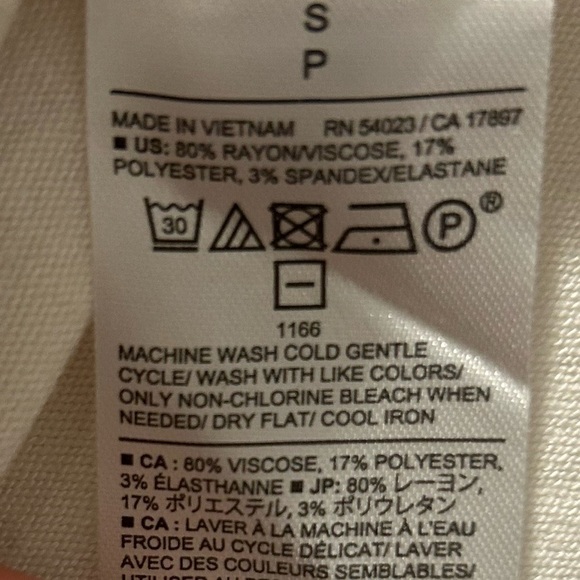 S
P
MADE IN VIETNAM RN 54023 / CA 17897
■ US: 80% RAYON/VISCOSE, 17%
POLYESTER, 3% SPANDEX/ELASTANE
30 P ®
1166
MACHINE WASH COLD GENTLE
CYCLE/ WASH WITH LIKE COLORS/
ONLY NON-CHLORINE BLEACH WHEN
NEEDED/ DRY FLAT/ COOL IRON
■ CA : 80% VISCOSE, 17% POLYESTER,
3% ÉLASTHANNE ■ JP: 80% レーヨン,
17% ポリエステル, 3% ポリウレタン
■ CA : LAVER À LA MACHINE À L'EAU
FROIDE AU CYCLE DÉLICAT/ LAVER
AVEC DES COULEURS SEMBLABLES/